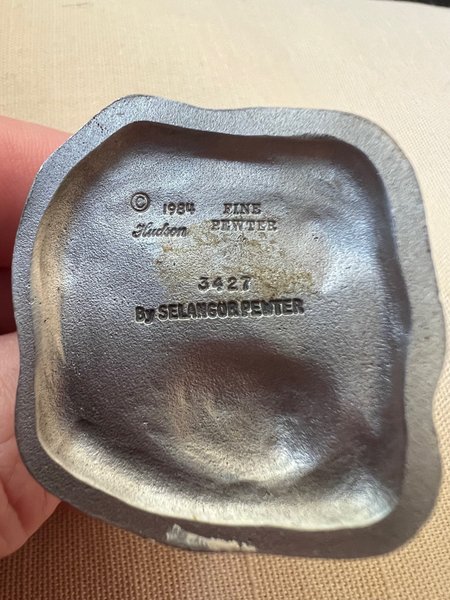 © 1984 FINE
Hudson PEWTER
3427
By SELANGOR PEWTER